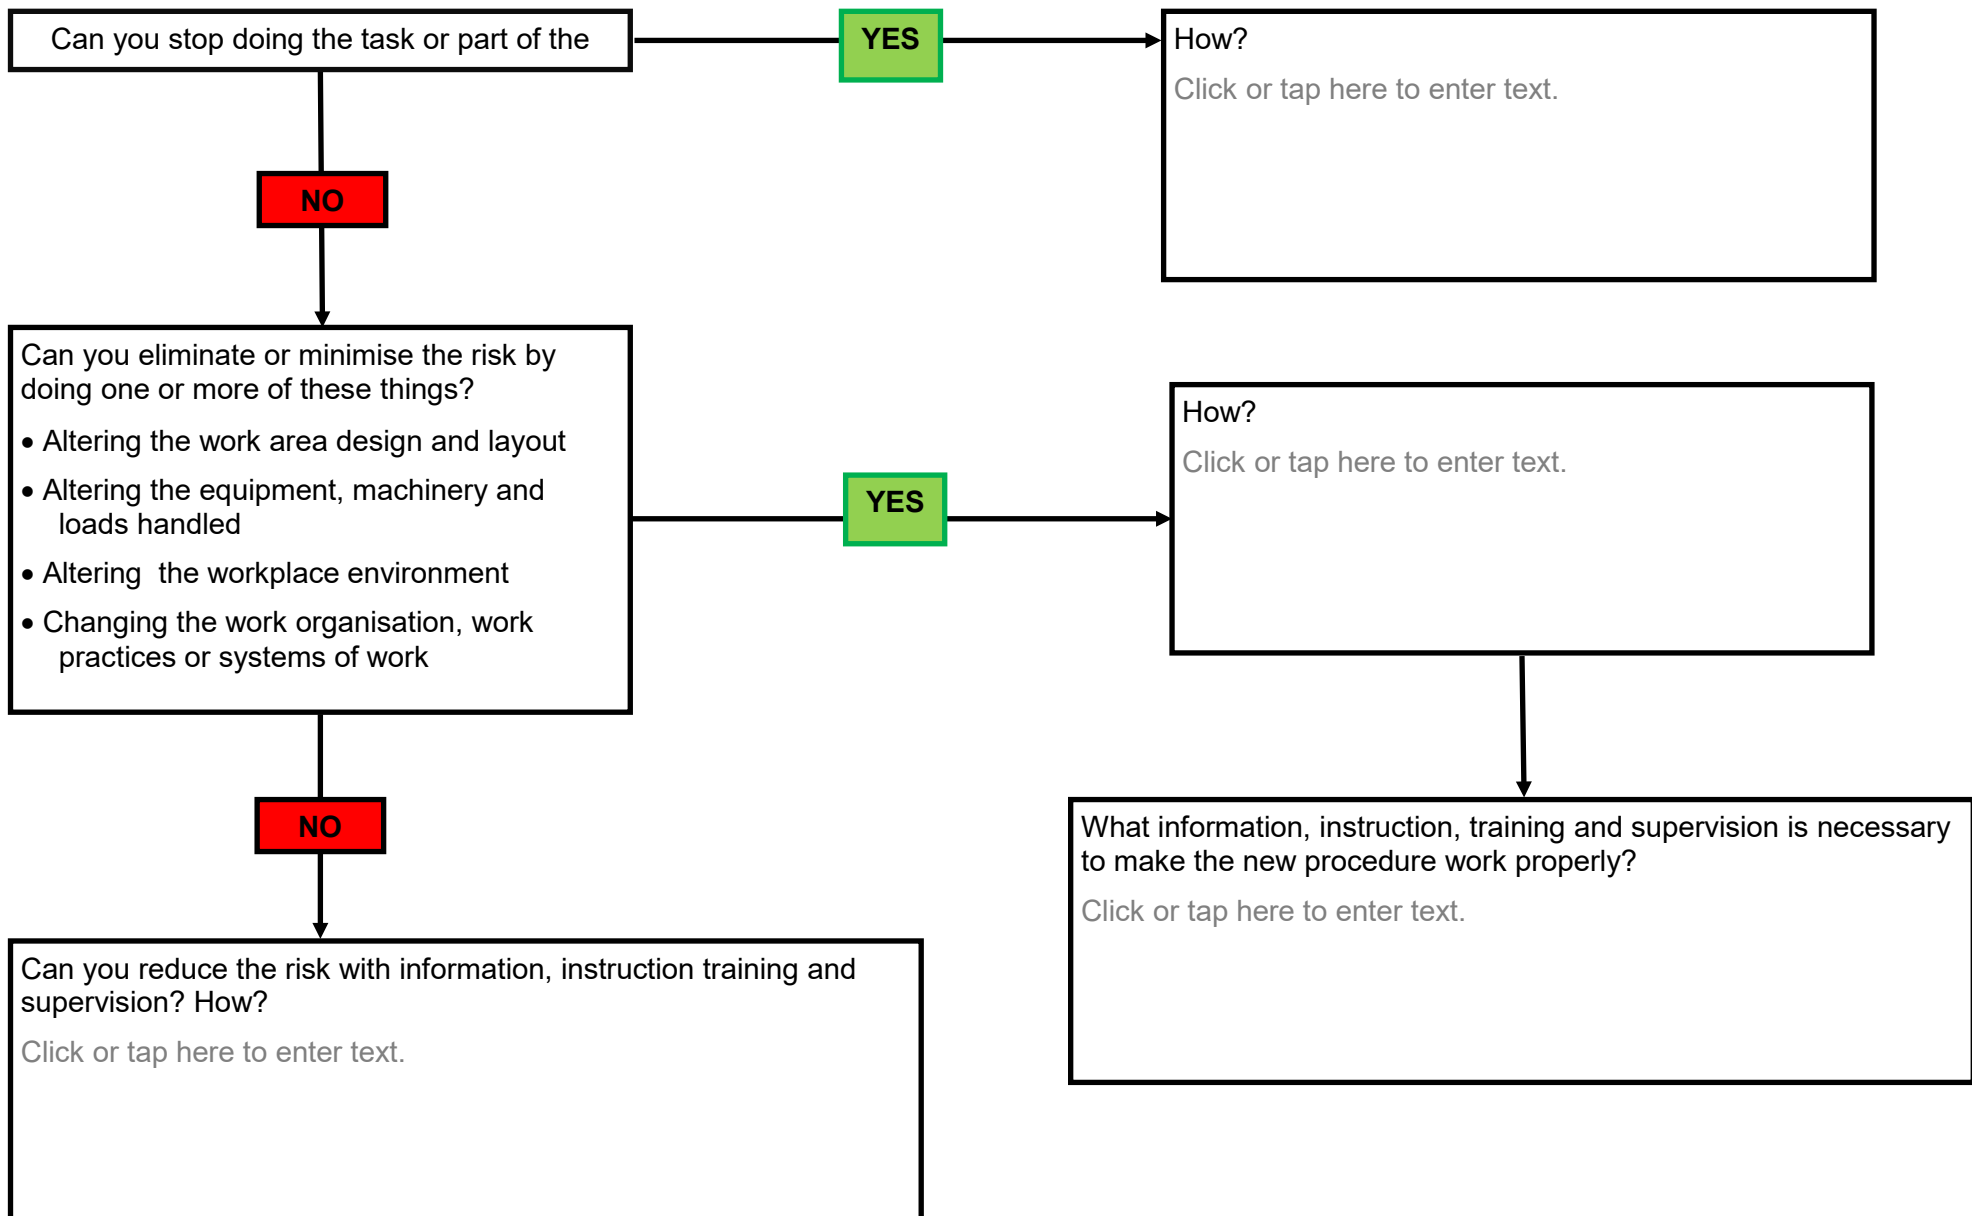 Can you stop doing the task or part of the
YES
How?
Click or tap here to enter text.
NO
Can you eliminate or minimise the risk by
doing one or more of these things?
• Altering the work area design and layout
• Altering the equipment, machinery and
loads handled
• Altering  the workplace environment
• Changing the work organisation, work
practices or systems of work
YES
How?
Click or tap here to enter text.
NO
What information, instruction, training and supervision is necessary
to make the new procedure work properly?
Click or tap here to enter text.
Can you reduce the risk with information, instruction training and
supervision? How?
Click or tap here to enter text.